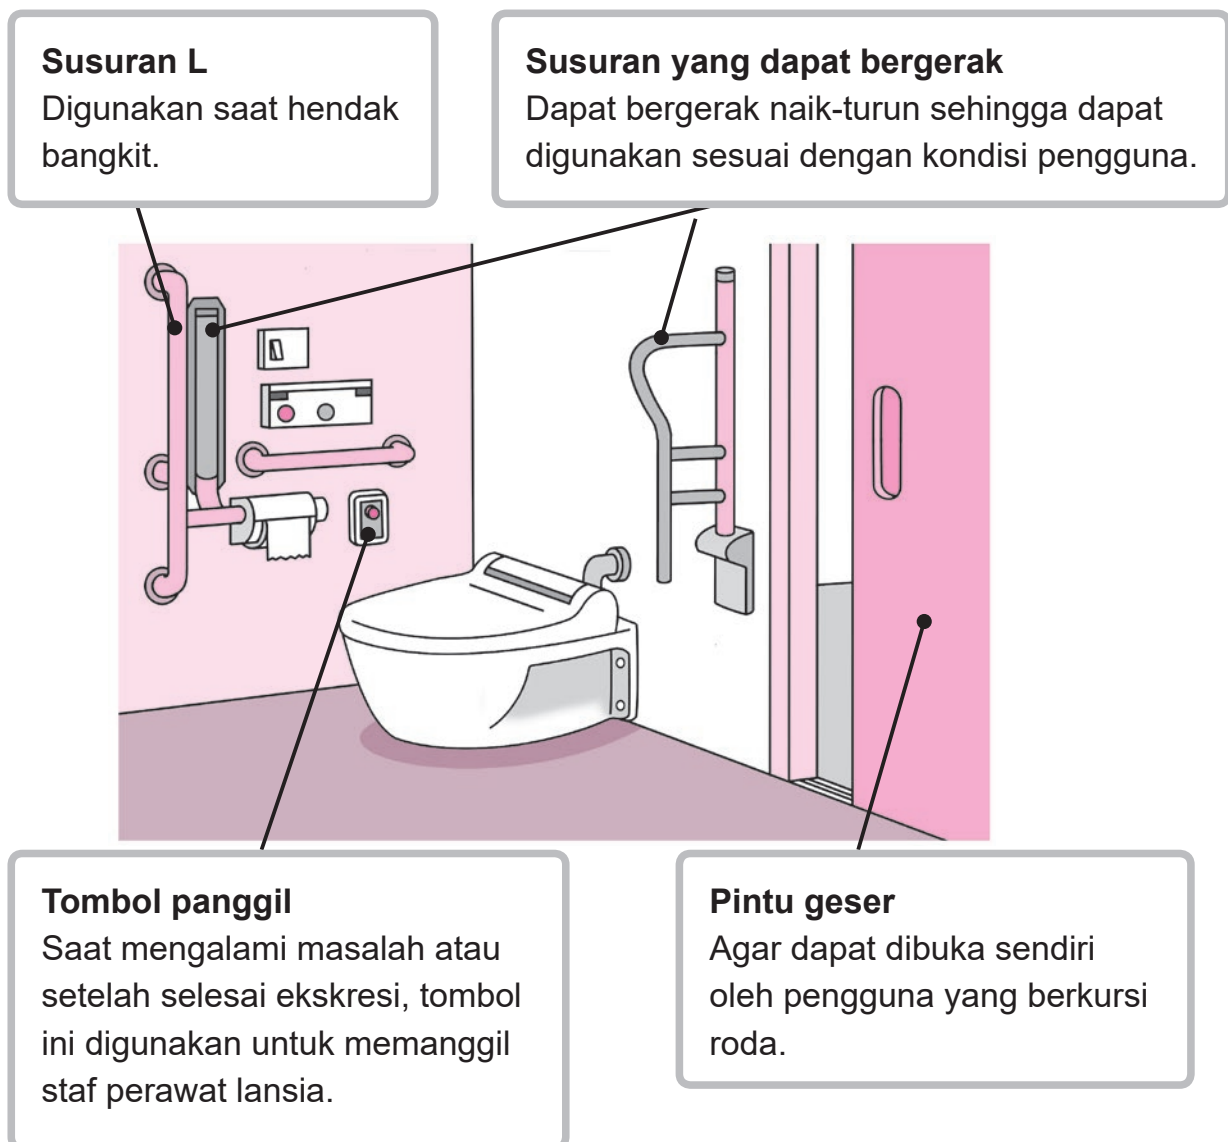 Susuran L
Digunakan saat hendak
bangkit.
Susuran yang dapat bergerak
Dapat bergerak naik-turun sehingga dapat
digunakan sesuai dengan kondisi pengguna.
Tombol panggil
Saat mengalami masalah atau
setelah selesai ekskresi, tombol
ini digunakan untuk memanggil
staf perawat lansia.
Pintu geser
Agar dapat dibuka sendiri
oleh pengguna yang berkursi
roda.